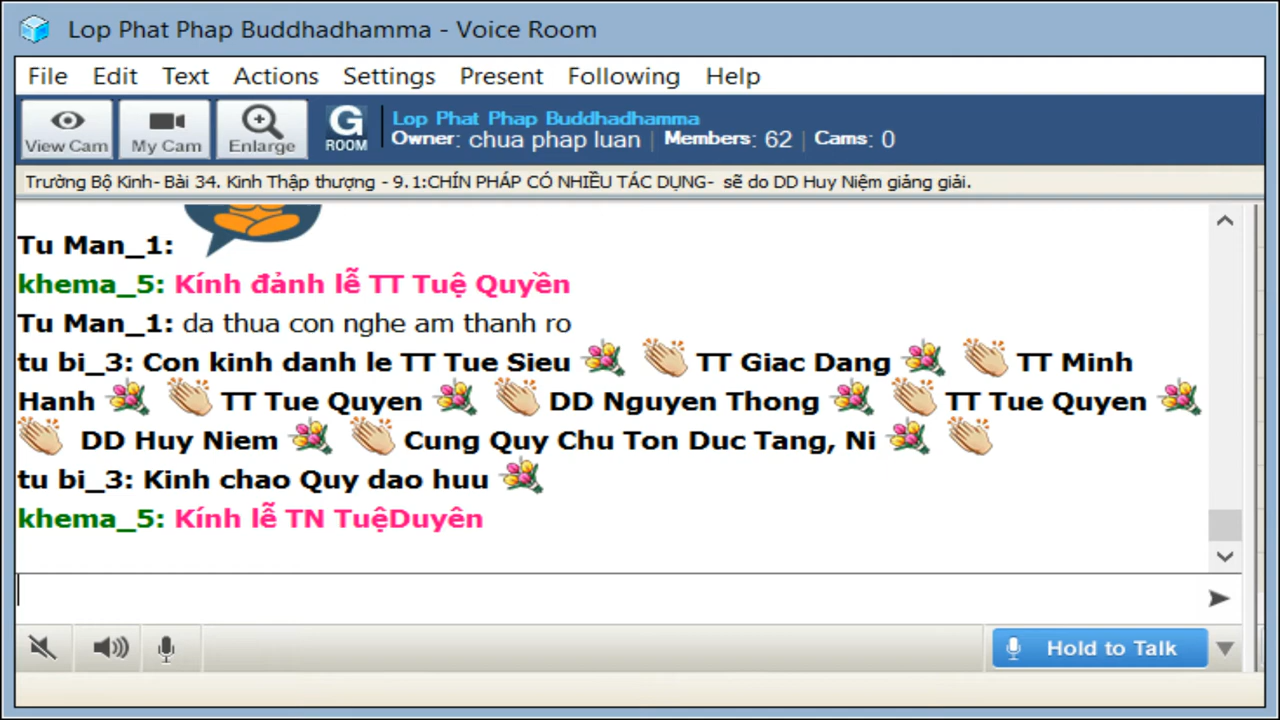 Lop Phat Phap Buddhadhamma - Voice Room
File Edit Text Actions Settings Present Following Help
View Cam My Cam Enlarge G ROOM
Lop Phat Phap Buddhadhamma
Owner: chua phap luan | Members: 62 | Cams: 0
Trường Bộ Kinh- Bài 34. Kinh Thập thượng - 9.1:CHÍN PHÁP CÓ NHIỀU TÁC DỤNG- sẽ do DD Huy Niệm giảng giải.
Tu Man_1:
khema_5: Kính đảnh lễ TT Tuệ Quyền
Tu Man_1: da thua con nghe am thanh ro
tu bi_3: Con kinh danh le TT Tue Sieu TT Giac Dang TT Minh
Hanh TT Tue Quyen DD Nguyen Thong TT Tue Quyen
DD Huy Niem Cung Quy Chu Ton Duc Tang, Ni
tu bi_3: Kinh chao Quy dao huu
khema_5: Kính lễ TN TuệDuyên
Hold to Talk